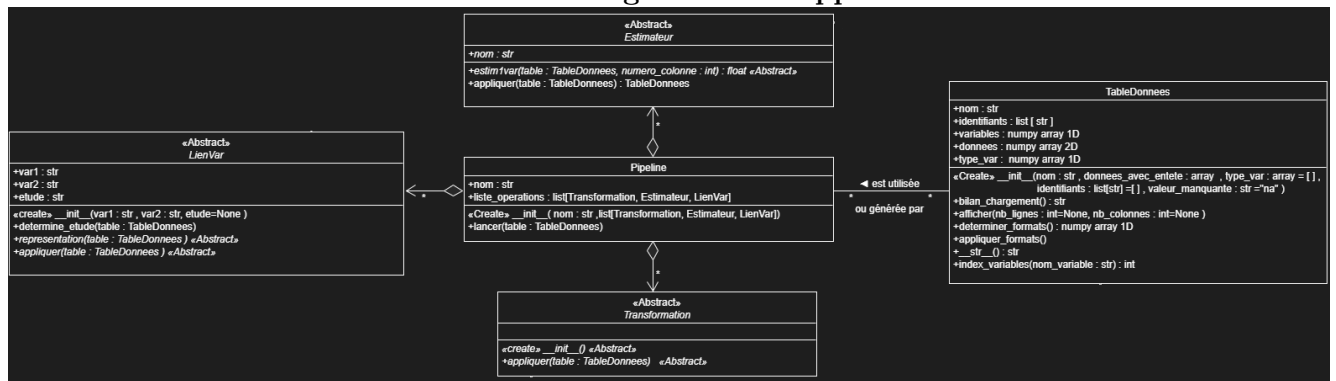 «Abstract»
Estimateur
+nom : str
+estim1var(table : TableDonnees, numero_colonne : int) : float «Abstract»
+appliquer(table : TableDonnees) : TableDonnees
*
«Abstract»
LienVar
+var1 : str
+var2 : str
+etude : str
«create» __init__(var1 : str , var2 : str, etude=None )
+determine_etude(table : TableDonnees)
+representation(table : TableDonnees ) «Abstract»
+appliquer(table : TableDonnees ) «Abstract»
*
Pipeline
+nom : str
+liste_operations : list[Transformation, Estimateur, LienVar]
«Create» __init__( nom : str ,list[Transformation, Estimateur, LienVar])
+lancer(table : TableDonnees)
◄ est utilisée
* *
ou générée par
TableDonnees
+nom : str
+identifiants : list [ str ]
+variables : numpy array 1D
+donnees : numpy array 2D
+type_var : numpy array 1D
«Create» __init__(nom : str , donnees_avec_entete : array , type_var : array = [ ] ,
identifiants : list[str] =[ ] , valeur_manquante : str ="na" )
+bilan_chargement() : str
+afficher(nb_lignes : int=None, nb_colonnes : int=None )
+determiner_formats() : numpy array 1D
+appliquer_formats()
+__str__() : str
+index_variables(nom_variable : str) : int
*
«Abstract»
Transformation
«create» __init__() «Abstract»
+appliquer(table : TableDonnees) «Abstract»